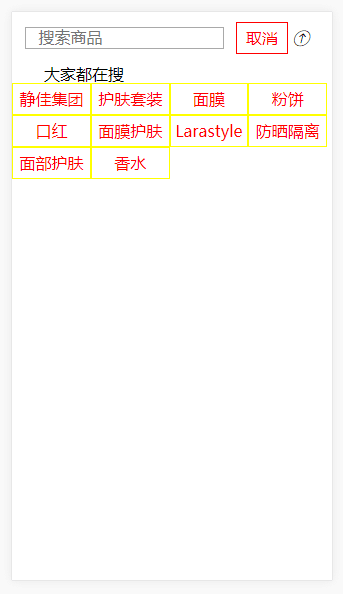 搜索商品 取消
大家都在搜
静佳集团 护肤套装 面膜 粉饼
口红 面膜护肤 Larastyle 防晒隔离
面部护肤 香水